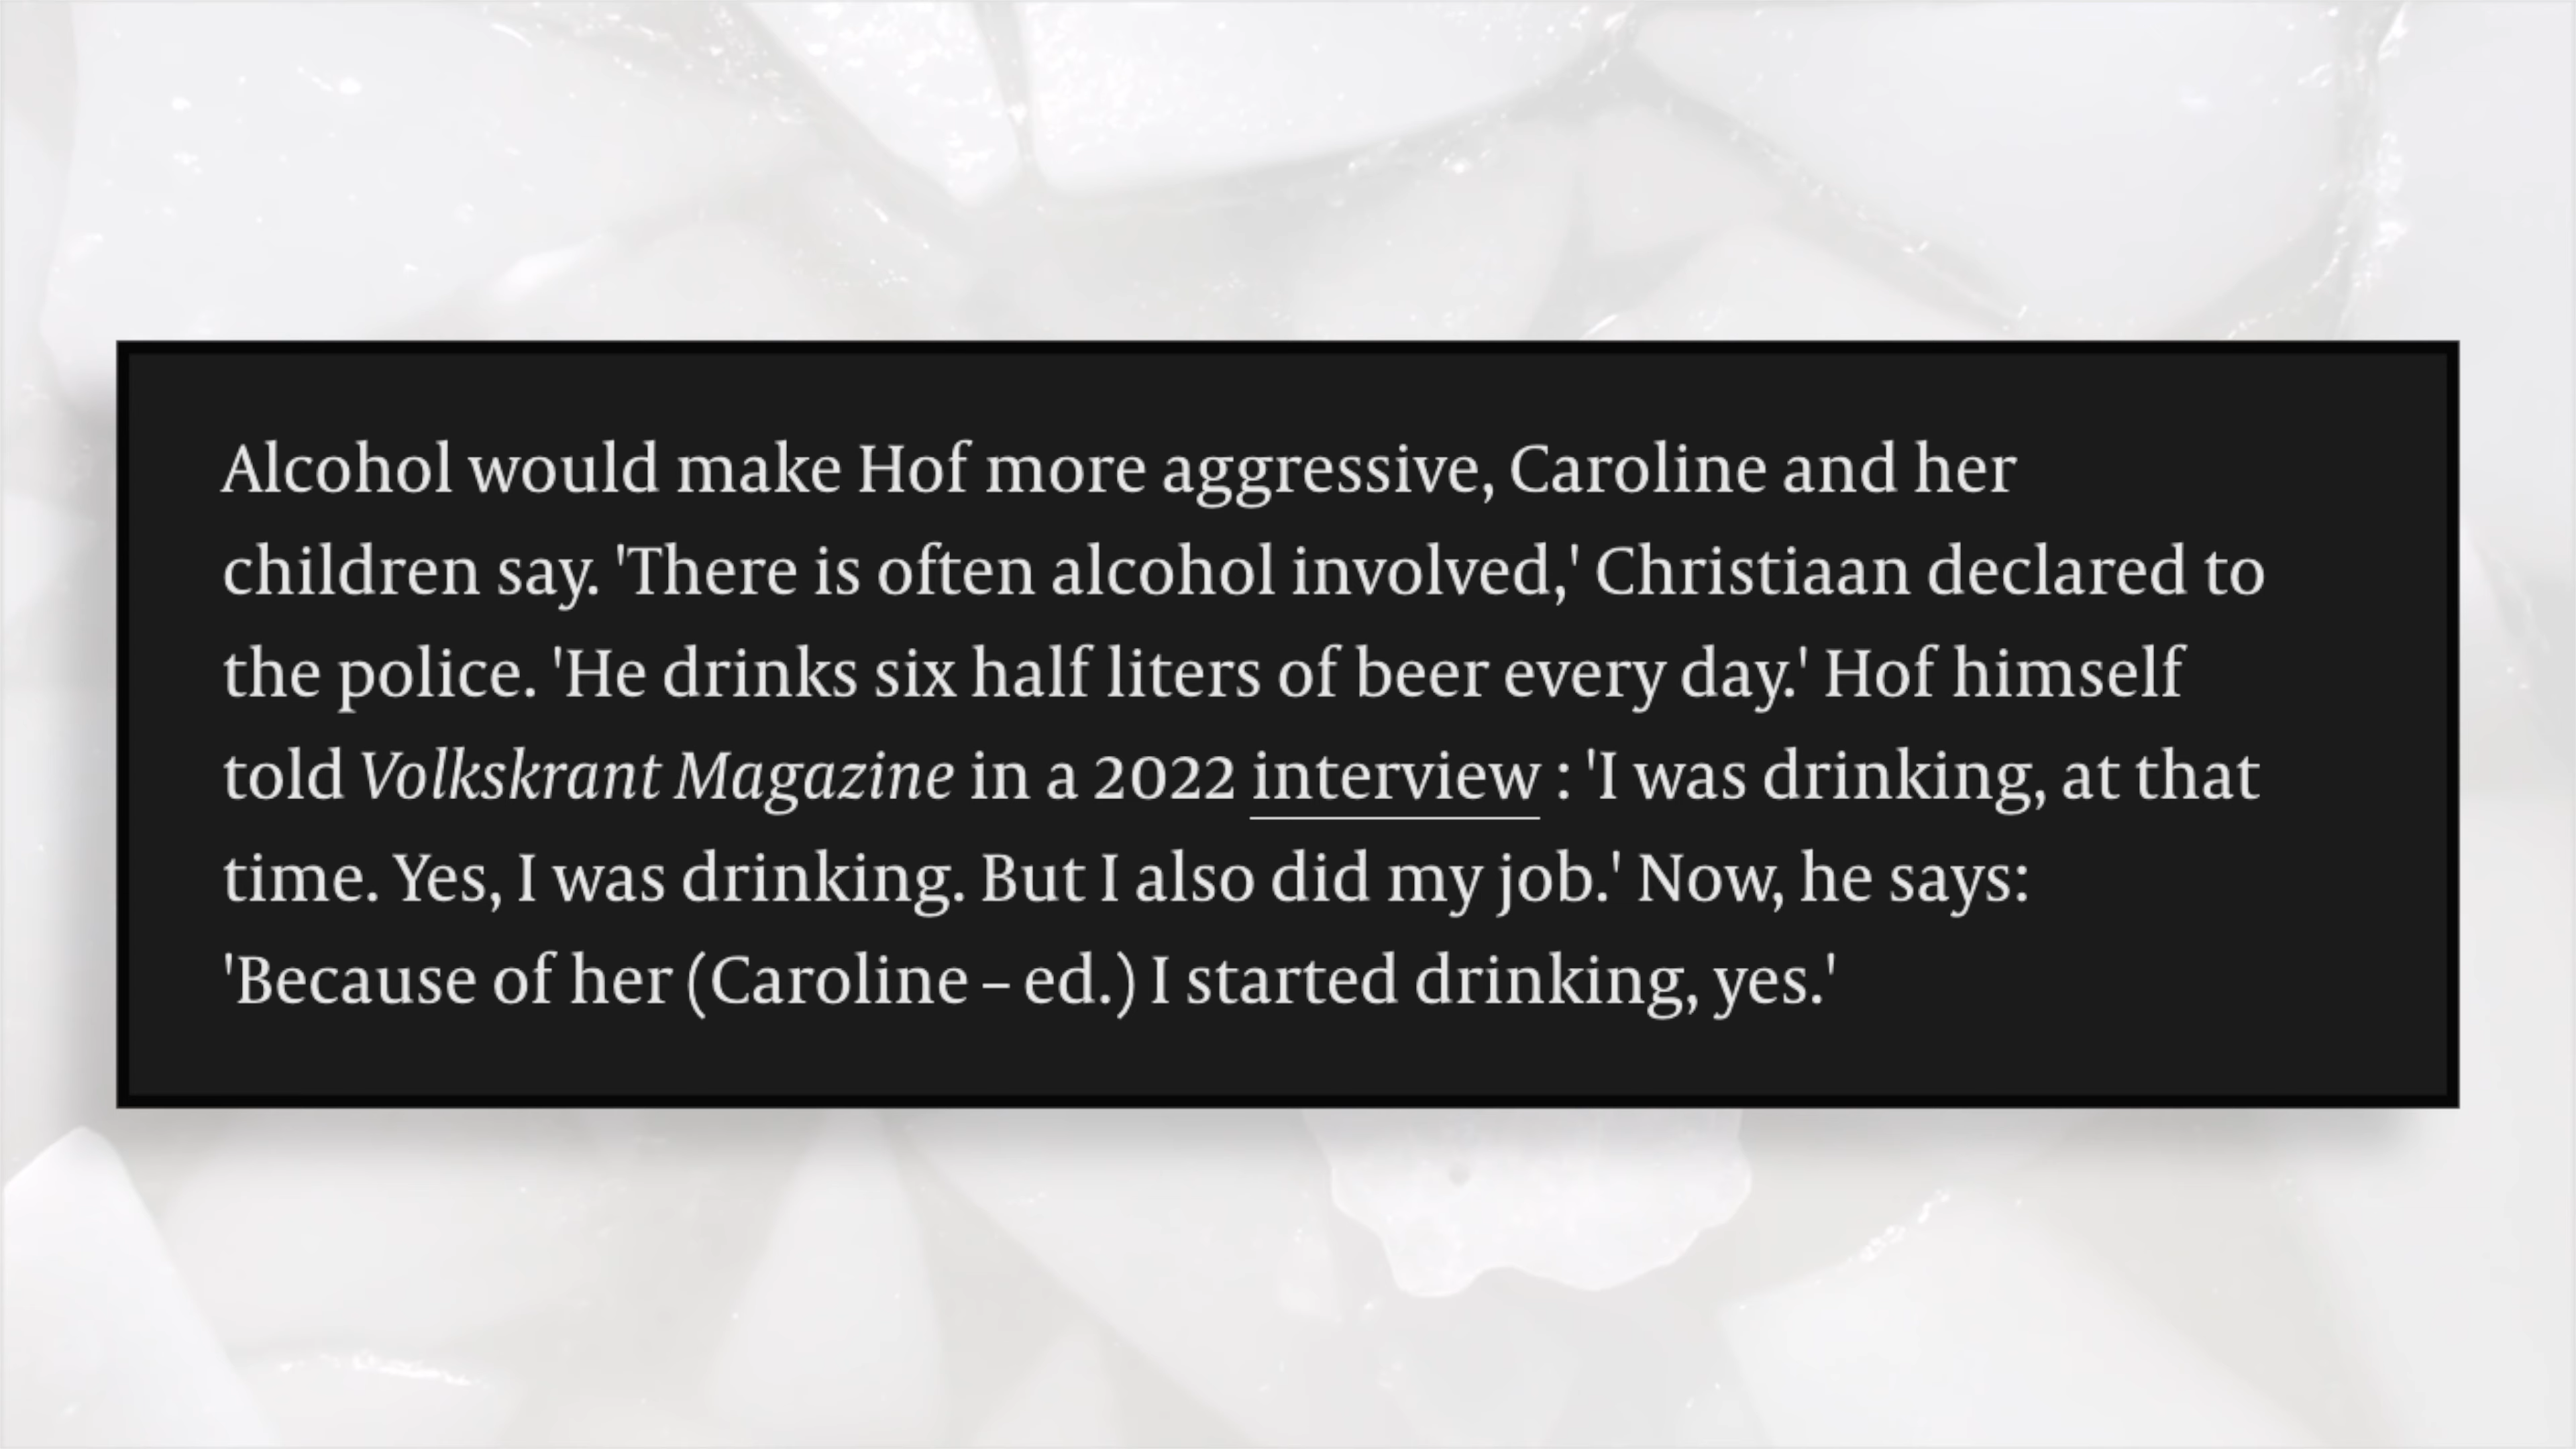 Alcohol would make Hof more aggressive, Caroline and her
children say. 'There is often alcohol involved,' Christiaan declared to
the police. 'He drinks six half liters of beer every day.' Hof himself
told Volkskrant Magazine in a 2022 interview : 'I was drinking, at that
time. Yes, I was drinking. But I also did my job.' Now, he says:
'Because of her (Caroline – ed.) I started drinking, yes.'